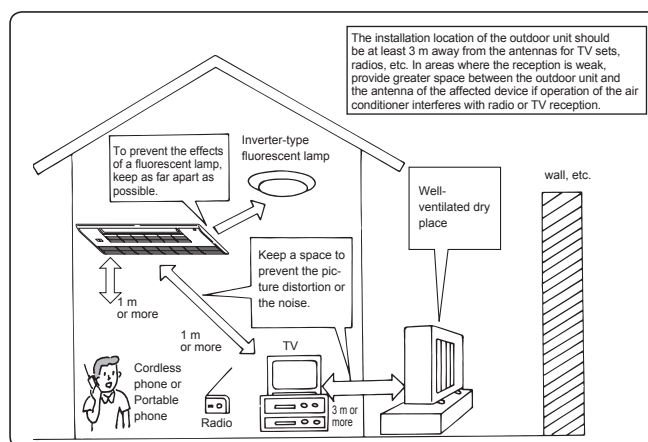 The installation location of the outdoor unit should
be at least 3 m away from the antennas for TV sets,
radios, etc. In areas where the reception is weak,
provide greater space between the outdoor unit and
the antenna of the affected device if operation of the air
conditioner interferes with radio or TV reception.
To prevent the effects
of a fluorescent lamp,
keep as far apart as
possible.
Inverter-type
fluorescent lamp
Well-
ventilated dry
place
wall, etc.
Keep a space to
prevent the pic-
ture distortion or
the noise.
1 m
or more
1 m
or more
TV
Cordless
phone or
Portable
phone
Radio
3 m or
more